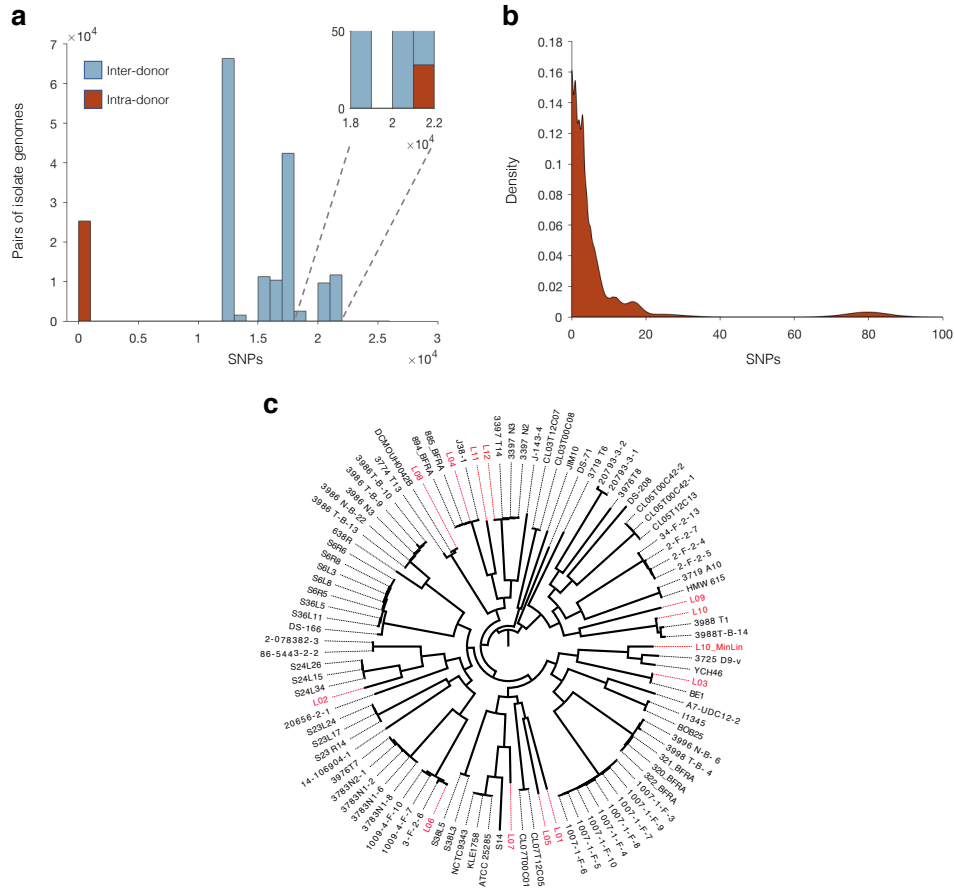 a
×10⁴
7
6
5
4
3
2
1
0
Pairs of isolate genomes
Inter-donor
Intra-donor
50
0
1.8
2
2.2
×10⁴
0
0.5
1
1.5
2
2.5
3
SNPs
×10⁴
b
0.18
0.16
0.14
0.12
0.1
0.08
0.06
0.04
0.02
0
Density
0
20
40
60
80
100
SNPs
c
3397 T14
3397 N3
3397 N2
J-143-4
CL03T12C07
CL03T00C08
JIM10
DS-71
3719 T6
20793-3-2
20793-3-1
3976T8
DS-208
CL05T00C42-2
CL05T00C42-1
CL05T12C13
34-F-2-13
2-F-2-7
2-F-2-4
2-F-2-5
3719 A10
HMW 615
L09
L10
3988 T1
3988T-B-14
L10_MinLin
3725 D9-v
YCH46
L03
BE1
A7-UDC12-2
I1345
BOB25
3996 N-B- 6
3998 T-B- 4
321_BFRA
320_BFRA
322_BFRA
1007-1-F-3
1007-1-F-9
1007-1-F-7
1007-1-F-8
1007-1-F-4
1007-1-F-10
1007-1-F-5
1007-1-F-6
L01
L05
CL07T12C05
CL07T00C01
L07
S14
ATCC 25285
KLE1758
NCTC9343
S38L3
S38L5
L06
3-F-2-6
1009-4-F-7
1009-4-F-10
3783N1-8
3783N1-6
3783N1-2
3783N2-1
3976T7
14-106904-1
S23 R14
S23L17
S23L24
20656-2-1
L02
S24L34
S24L15
S24L26
86-5443-2-2
2-078382-3
DS-166
S36L11
S36L5
S6R5
S6L8
S6L3
S6R8
S6R6
638R
3986 T-B-13
3986 N-B-22
3986 N3
3986 T-B-9
3986T-B-10
3774 T13
DCMOUH0042B
L08
894_BFRA
885_BFRA
L04
J38-1
L11
L12